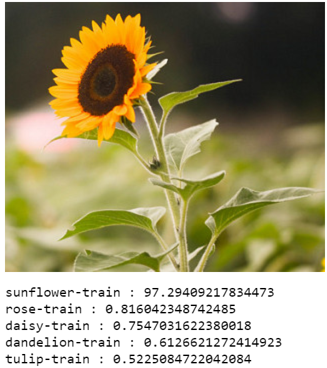 sunflower-train : 97.29409217834473
rose-train : 0.816042348742485
daisy-train : 0.7547031622380018
dandelion-train : 0.6126621272414923
tulip-train : 0.5225084722042084